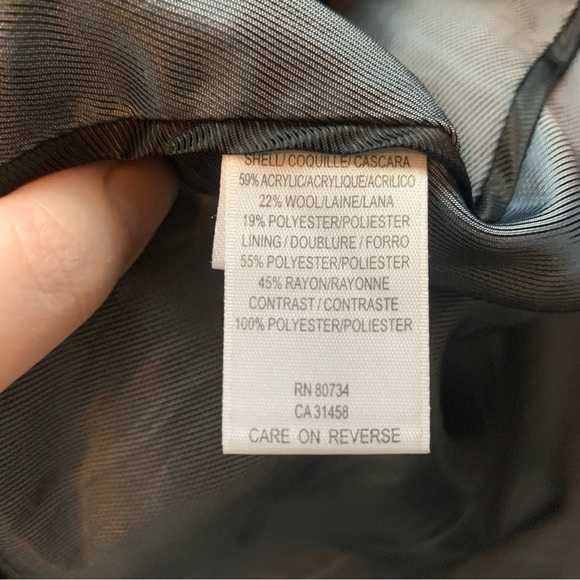 SHELL/ COQUILLE/ CASCARA
59% ACRYLIC/ACRYLIQUE/ACRILICO
22% WOOL/LAINE/LANA
19% POLYESTER/POLIESTER
LINING / DOUBLURE / FORRO
55% POLYESTER/POLIESTER
45% RAYON/RAYONNE
CONTRAST / CONTRASTE
100% POLYESTER/POLIESTER
RN 80734
CA 31458
CARE ON REVERSE